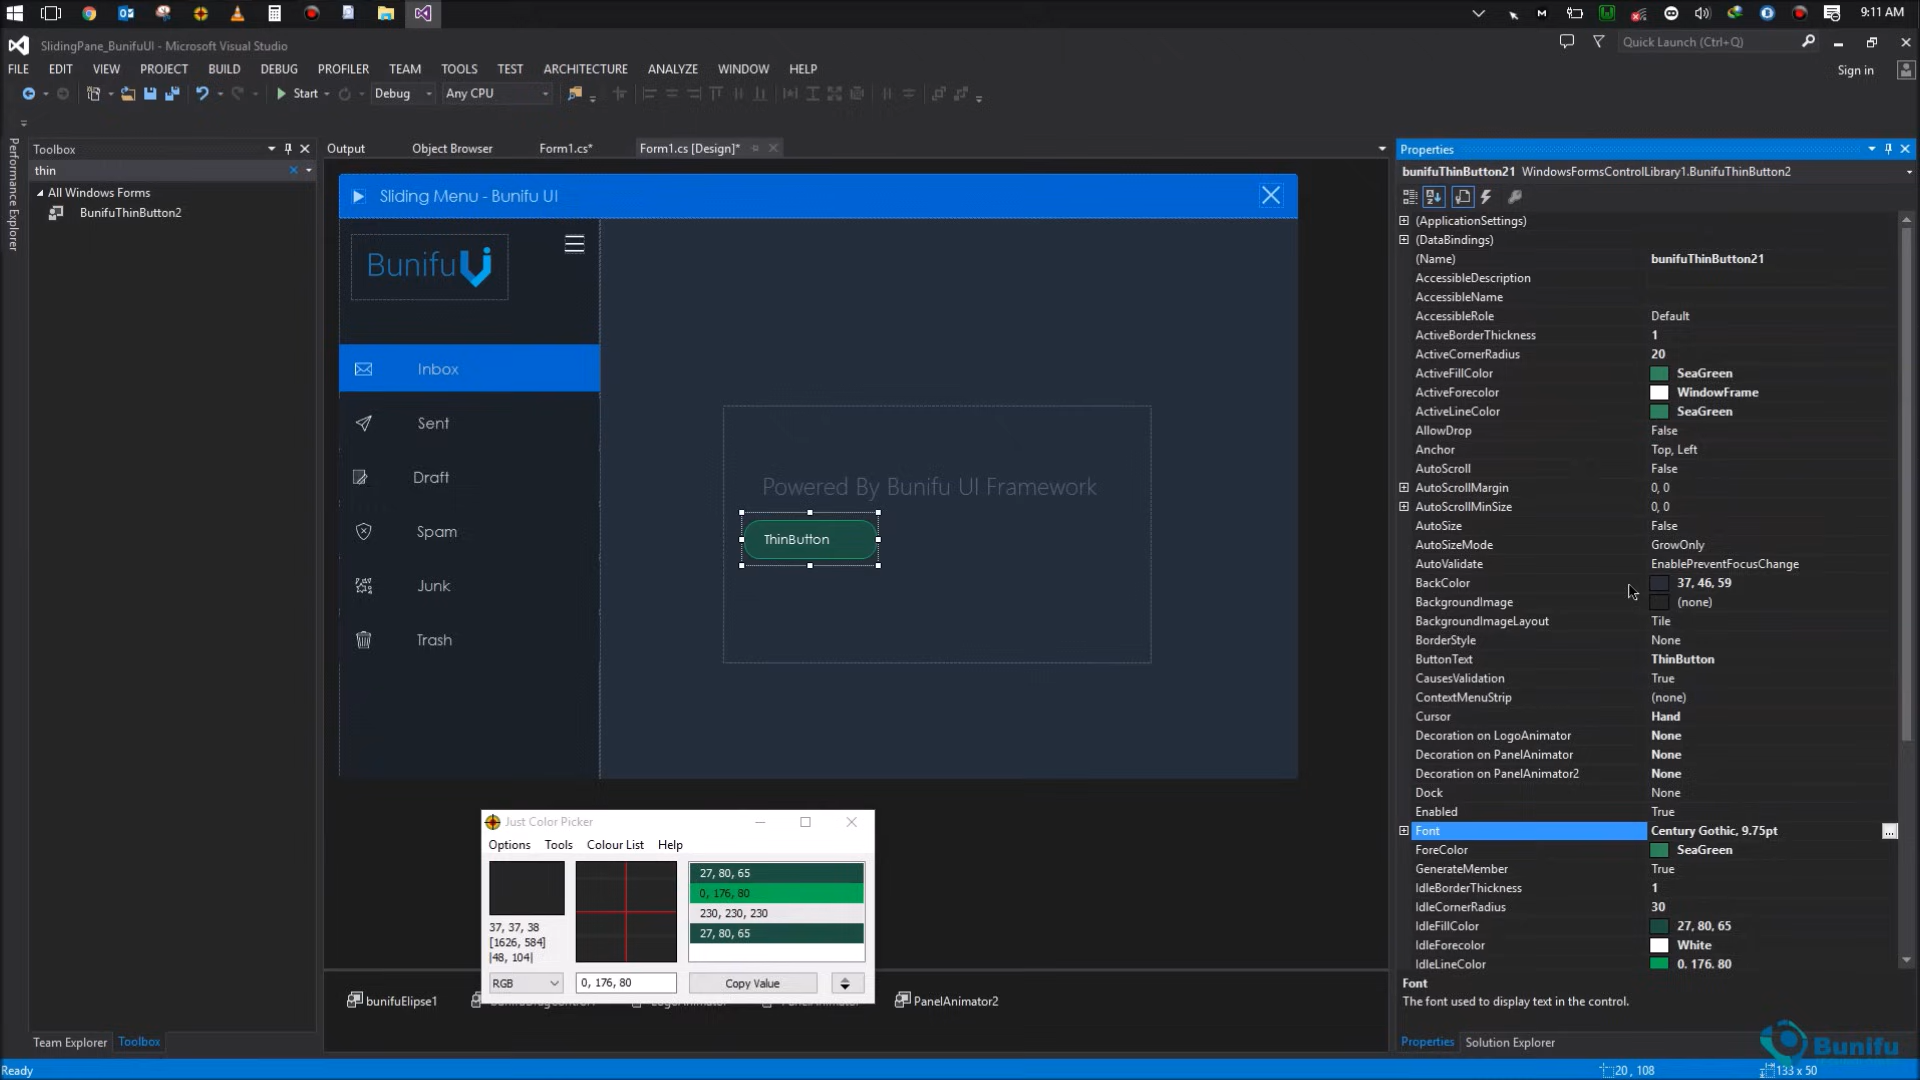 9:11 AM
SlidingPane_BunifuUI - Microsoft Visual Studio
Quick Launch (Ctrl+Q)
FILE EDIT VIEW PROJECT BUILD DEBUG PROFILER TEAM TOOLS TEST ARCHITECTURE ANALYZE WINDOW HELP
Sign in
Start Debug Any CPU
Performance Explorer
Toolbox
thin
All Windows Forms
BunifuThinButton2
Output Object Browser Form1.cs* Form1.cs [Design]*
Sliding Menu - Bunifu UI
Bunifu
Inbox
Sent
Draft
Spam
Junk
Trash
Powered By Bunifu UI Framework
ThinButton
Just Color Picker
Options Tools Colour List Help
27, 80, 65
0, 176, 80
230, 230, 230
27, 80, 65
37, 37, 38
[1626, 584]
|48, 104|
RGB 0, 176, 80 Copy Value
bunifuElipse1 PanelAnimator2
Team Explorer Toolbox
Properties
bunifuThinButton21 WindowsFormsControlLibrary1.BunifuThinButton2
(ApplicationSettings)
(DataBindings)
(Name) bunifuThinButton21
AccessibleDescription
AccessibleName
AccessibleRole Default
ActiveBorderThickness 1
ActiveCornerRadius 20
ActiveFillColor SeaGreen
ActiveForecolor WindowFrame
ActiveLineColor SeaGreen
AllowDrop False
Anchor Top, Left
AutoScroll False
AutoScrollMargin 0, 0
AutoScrollMinSize 0, 0
AutoSize False
AutoSizeMode GrowOnly
AutoValidate EnablePreventFocusChange
BackColor 37, 46, 59
BackgroundImage (none)
BackgroundImageLayout Tile
BorderStyle None
ButtonText ThinButton
CausesValidation True
ContextMenuStrip (none)
Cursor Hand
Decoration on LogoAnimator None
Decoration on PanelAnimator None
Decoration on PanelAnimator2 None
Dock None
Enabled True
Font Century Gothic, 9.75pt ...
ForeColor SeaGreen
GenerateMember True
IdleBorderThickness 1
IdleCornerRadius 30
IdleFillColor 27, 80, 65
IdleForecolor White
IdleLineColor 0, 176, 80
Font
The font used to display text in the control.
Properties Solution Explorer
Bunifu
Ready 20 , 108 133 x 50